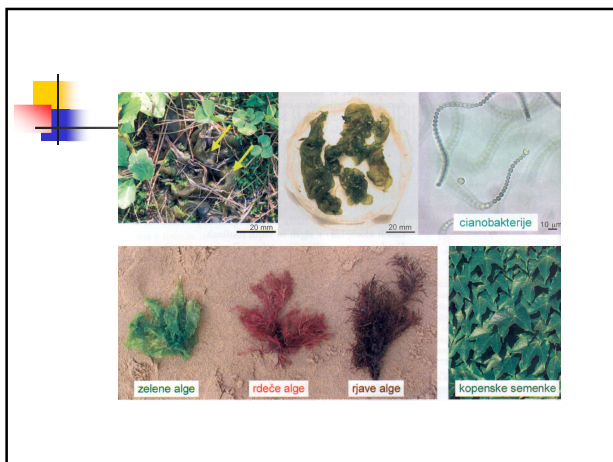 20 mm
20 mm
cianobakterije
10 µm
zelene alge
rdeče alge
rjave alge
kopenske semenke